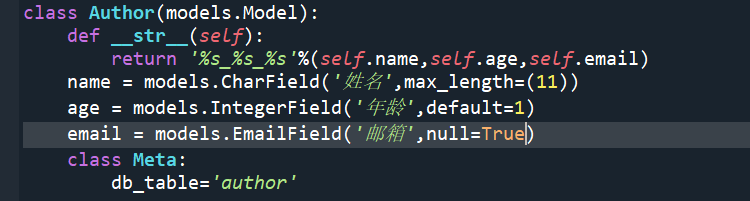 class Author(models.Model):
    def __str__(self):
        return '%s_%s_%s'%(self.name,self.age,self.email)
    name = models.CharField('姓名',max_length=(11))
    age = models.IntegerField('年龄',default=1)
    email = models.EmailField('邮箱',null=True)
    class Meta:
        db_table='author'